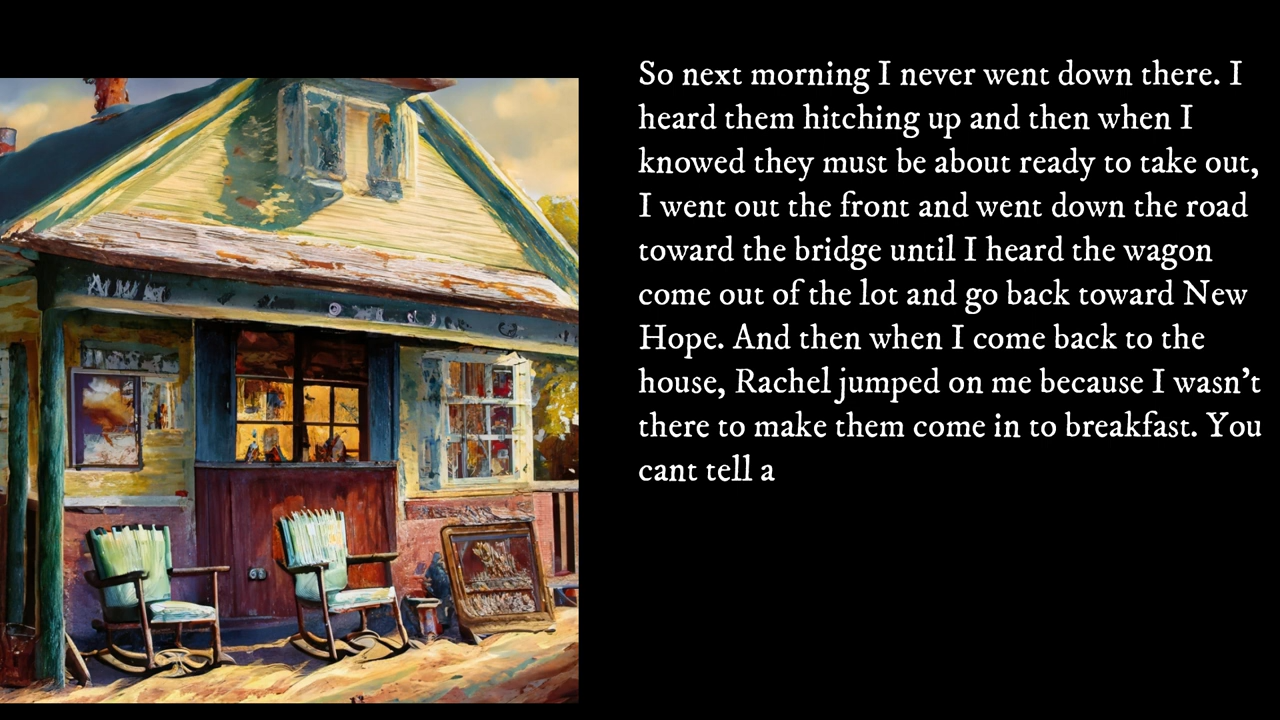 So next morning I never went down there. I
heard them hitching up and then when I
knowed they must be about ready to take out,
I went out the front and went down the road
toward the bridge until I heard the wagon
come out of the lot and go back toward New
Hope. And then when I come back to the
house, Rachel jumped on me because I wasn't
there to make them come in to breakfast. You
cant tell a